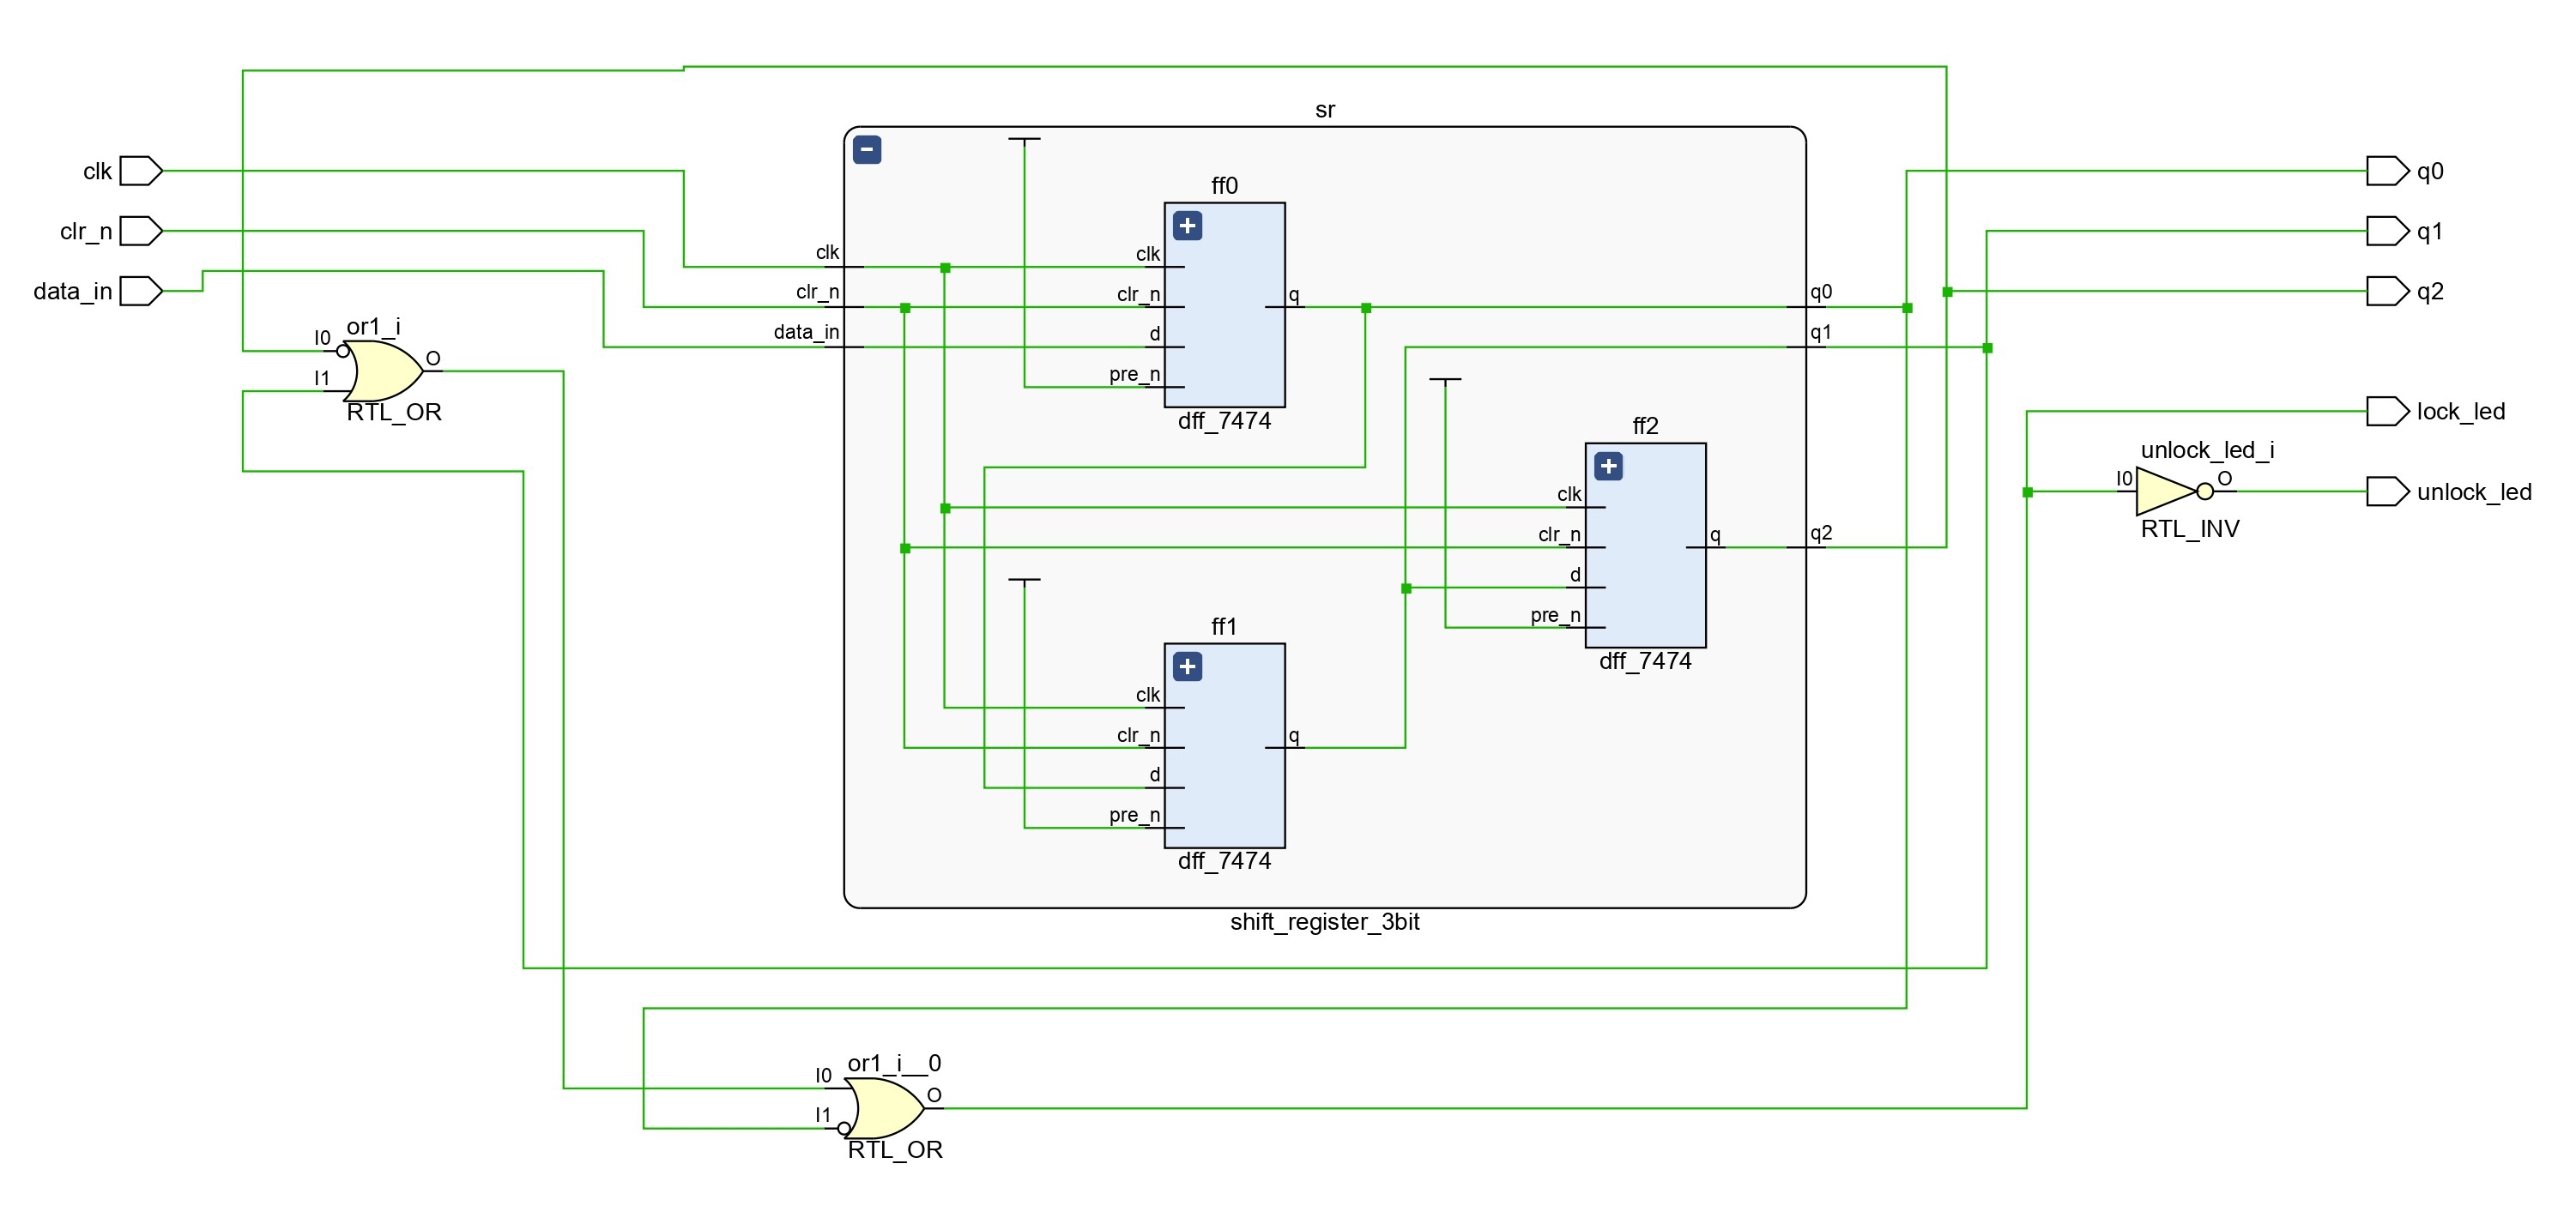 sr
clk
clr_n
data_in
q0
q1
q2
lock_led
unlock_led
I0
I1
or1_i
O
RTL_OR
clk
clr_n
data_in
ff0
clk
clr_n
d
pre_n
q
dff_7474
q0
q1
ff2
clk
clr_n
d
pre_n
q
dff_7474
q2
unlock_led_i
I0
O
RTL_INV
ff1
clk
clr_n
d
pre_n
q
dff_7474
shift_register_3bit
or1_i__0
I0
I1
O
RTL_OR